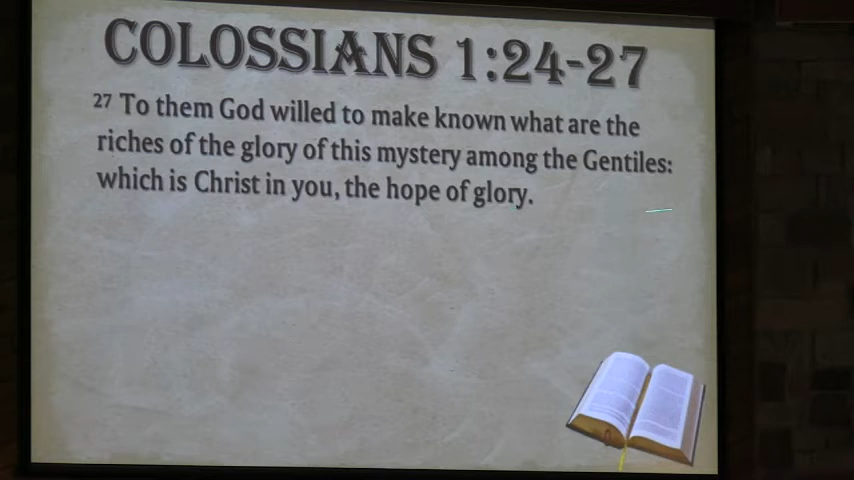 COLOSSIANS 1:24-27
27 To them God willed to make known what are the
riches of the glory of this mystery among the Gentiles:
which is Christ in you, the hope of glory.